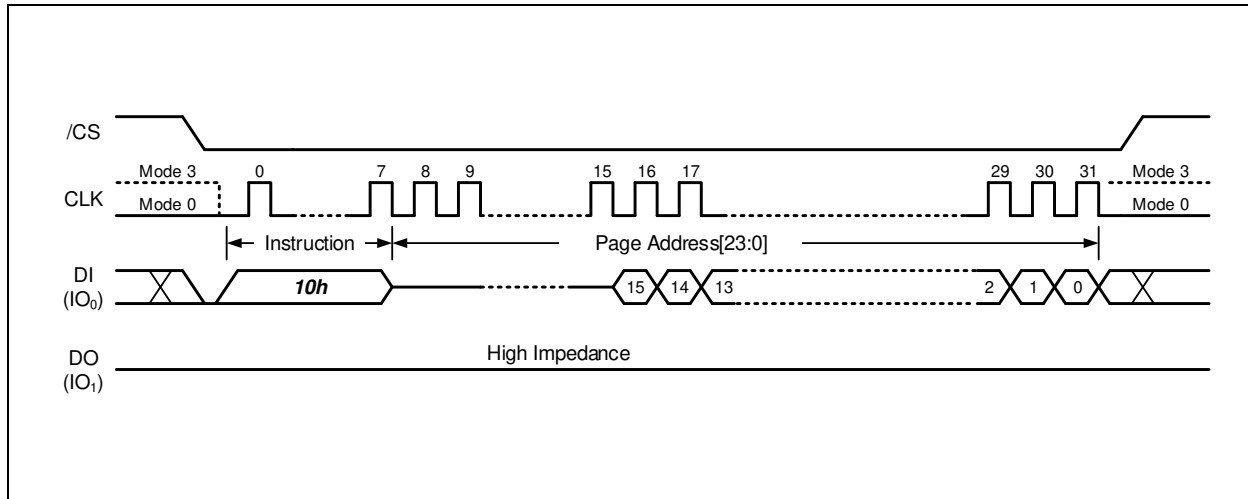 /CS
Mode 3 0 7 8 9 15 16 17 29 30 31 Mode 3
CLK
Mode 0 Mode 0
Instruction Page Address[23:0]
DI
(IO₀)
10h 15 14 13 2 1 0
High Impedance
DO
(IO₁)